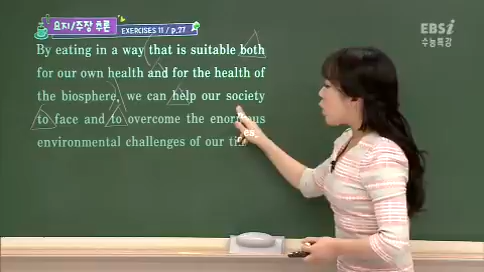 요지/주장 추론
EXERCISES 11 / p.27
EBSi
수능특강
By eating in a way that is suitable both
for our own health and for the health of
the biosphere, we can help our society
to face and to overcome the enormous
environmental challenges of our